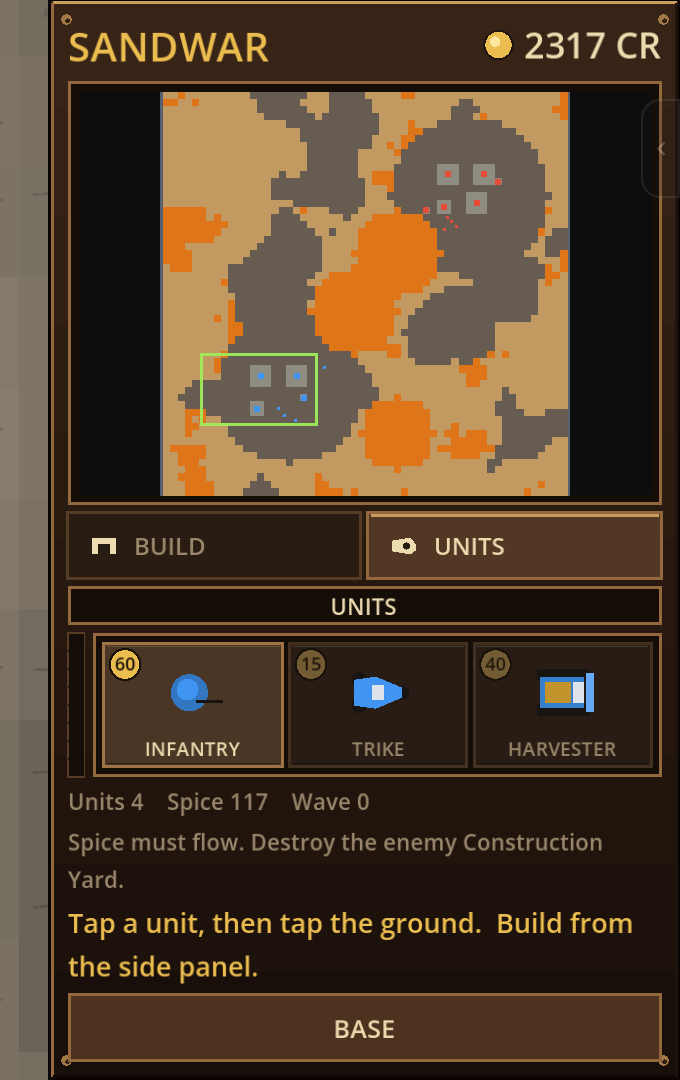 SANDWAR
2317 CR
BUILD
UNITS
UNITS
60
15
40
INFANTRY
TRIKE
HARVESTER
Units 4 Spice 117 Wave 0
Spice must flow. Destroy the enemy Construction
Yard.
Tap a unit, then tap the ground. Build from
the side panel.
BASE